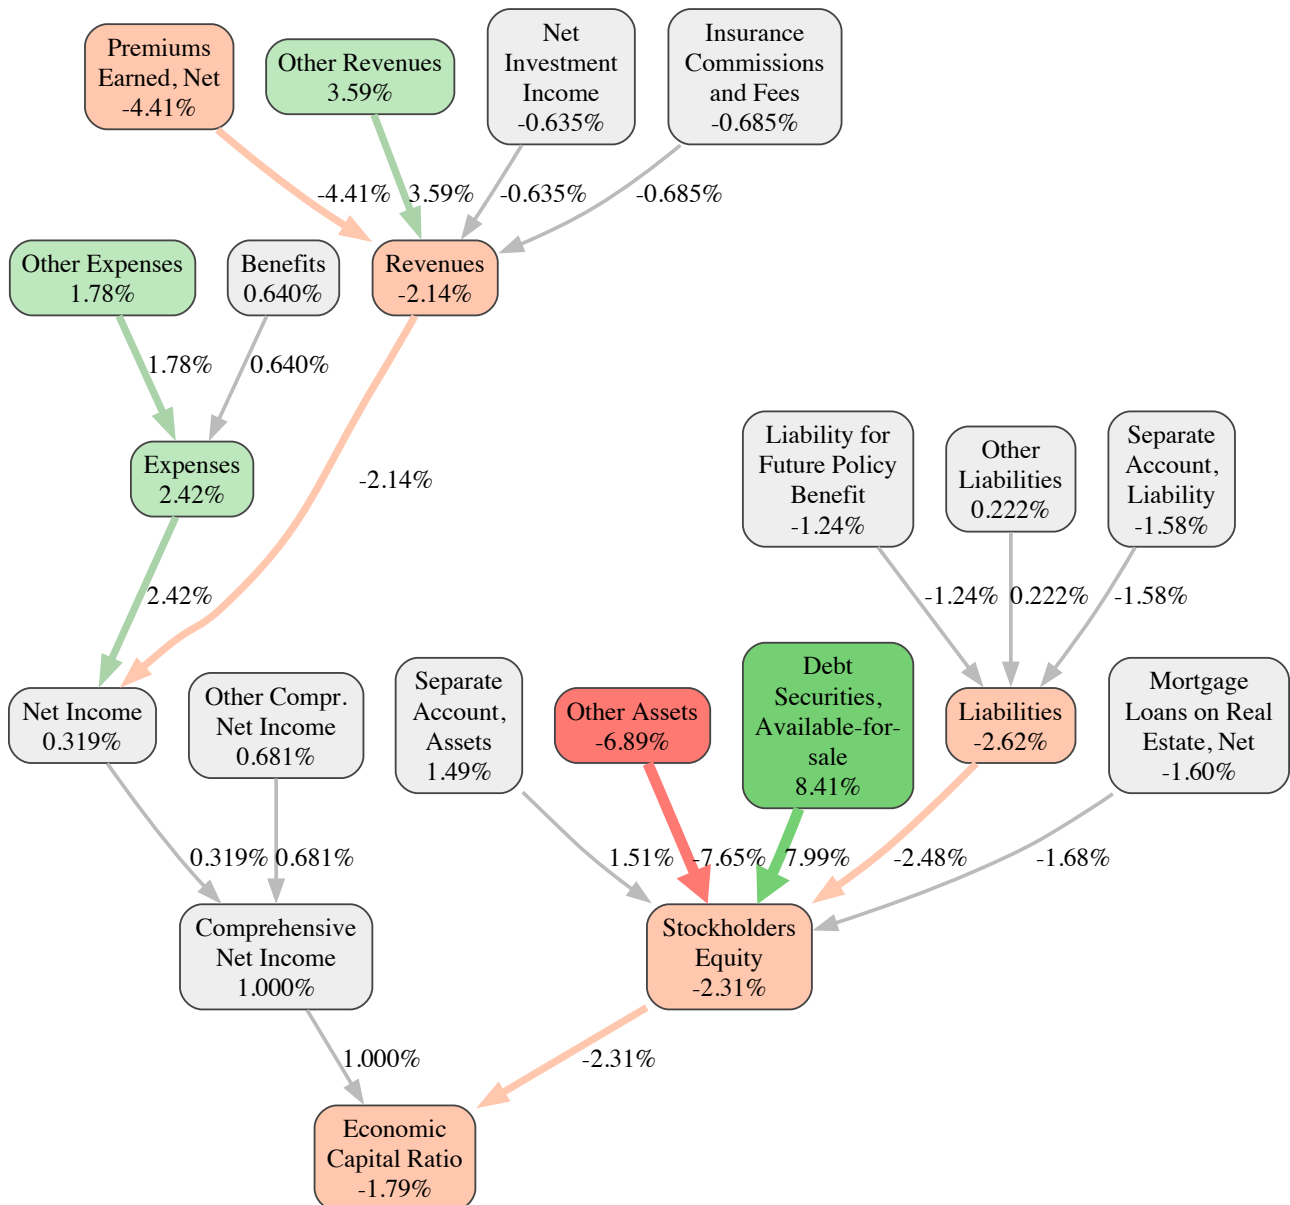 Premiums
Earned, Net
-4.41%
Other Revenues
3.59%
Net
Investment
Income
-0.635%
Insurance
Commissions
and Fees
-0.685%
-4.41%
3.59%
-0.635%
-0.685%
Other Expenses
1.78%
Benefits
0.640%
Revenues
-2.14%
1.78%
0.640%
Expenses
2.42%
-2.14%
Liability for
Future Policy
Benefit
-1.24%
Other
Liabilities
0.222%
Separate
Account,
Liability
-1.58%
2.42%
-1.24%
0.222%
-1.58%
Net Income
0.319%
Other Compr.
Net Income
0.681%
Separate
Account,
Assets
1.49%
Other Assets
-6.89%
Debt
Securities,
Available-for-
sale
8.41%
Liabilities
-2.62%
Mortgage
Loans on Real
Estate, Net
-1.60%
0.319%
0.681%
1.51%
-7.65%
7.99%
-2.48%
-1.68%
Comprehensive
Net Income
1.000%
Stockholders
Equity
-2.31%
1.000%
-2.31%
Economic
Capital Ratio
-1.79%